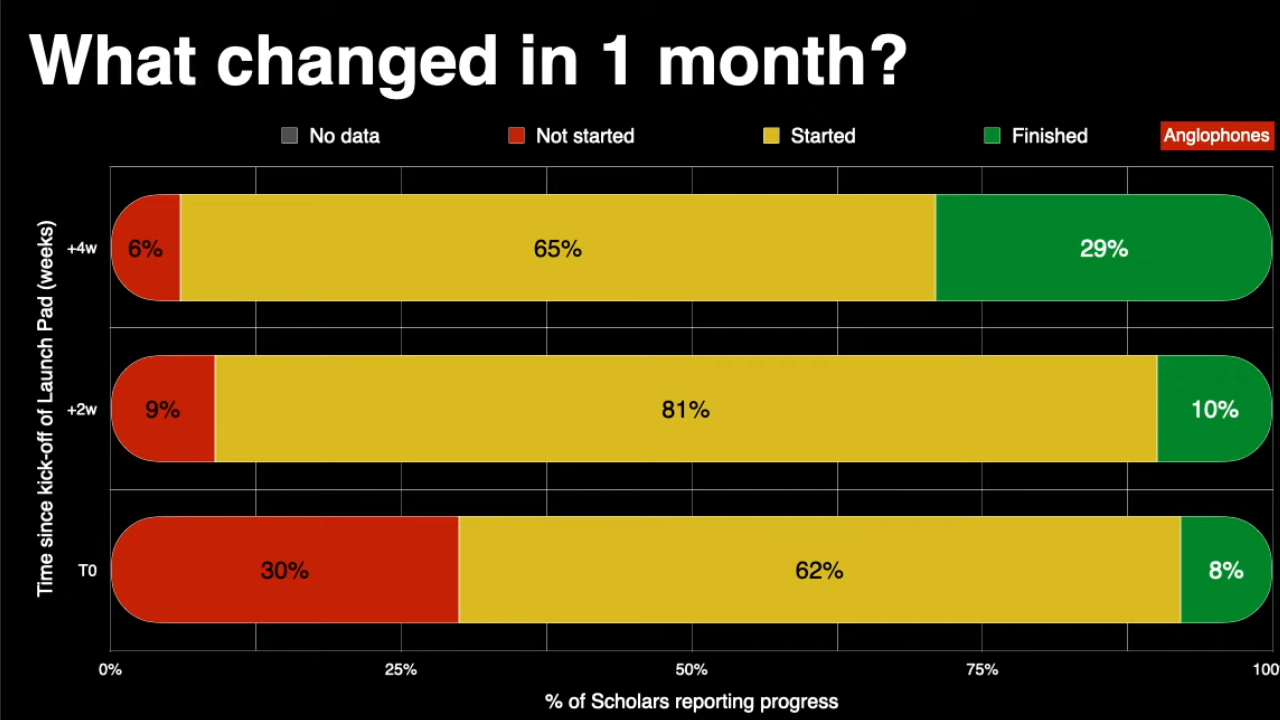 What changed in 1 month?
No data Not started Started Finished Anglophones
Time since kick-off of Launch Pad (weeks)
+4w 6% 65% 29%
+2w 9% 81% 10%
T0 30% 62% 8%
0% 25% 50% 75% 100
% of Scholars reporting progress